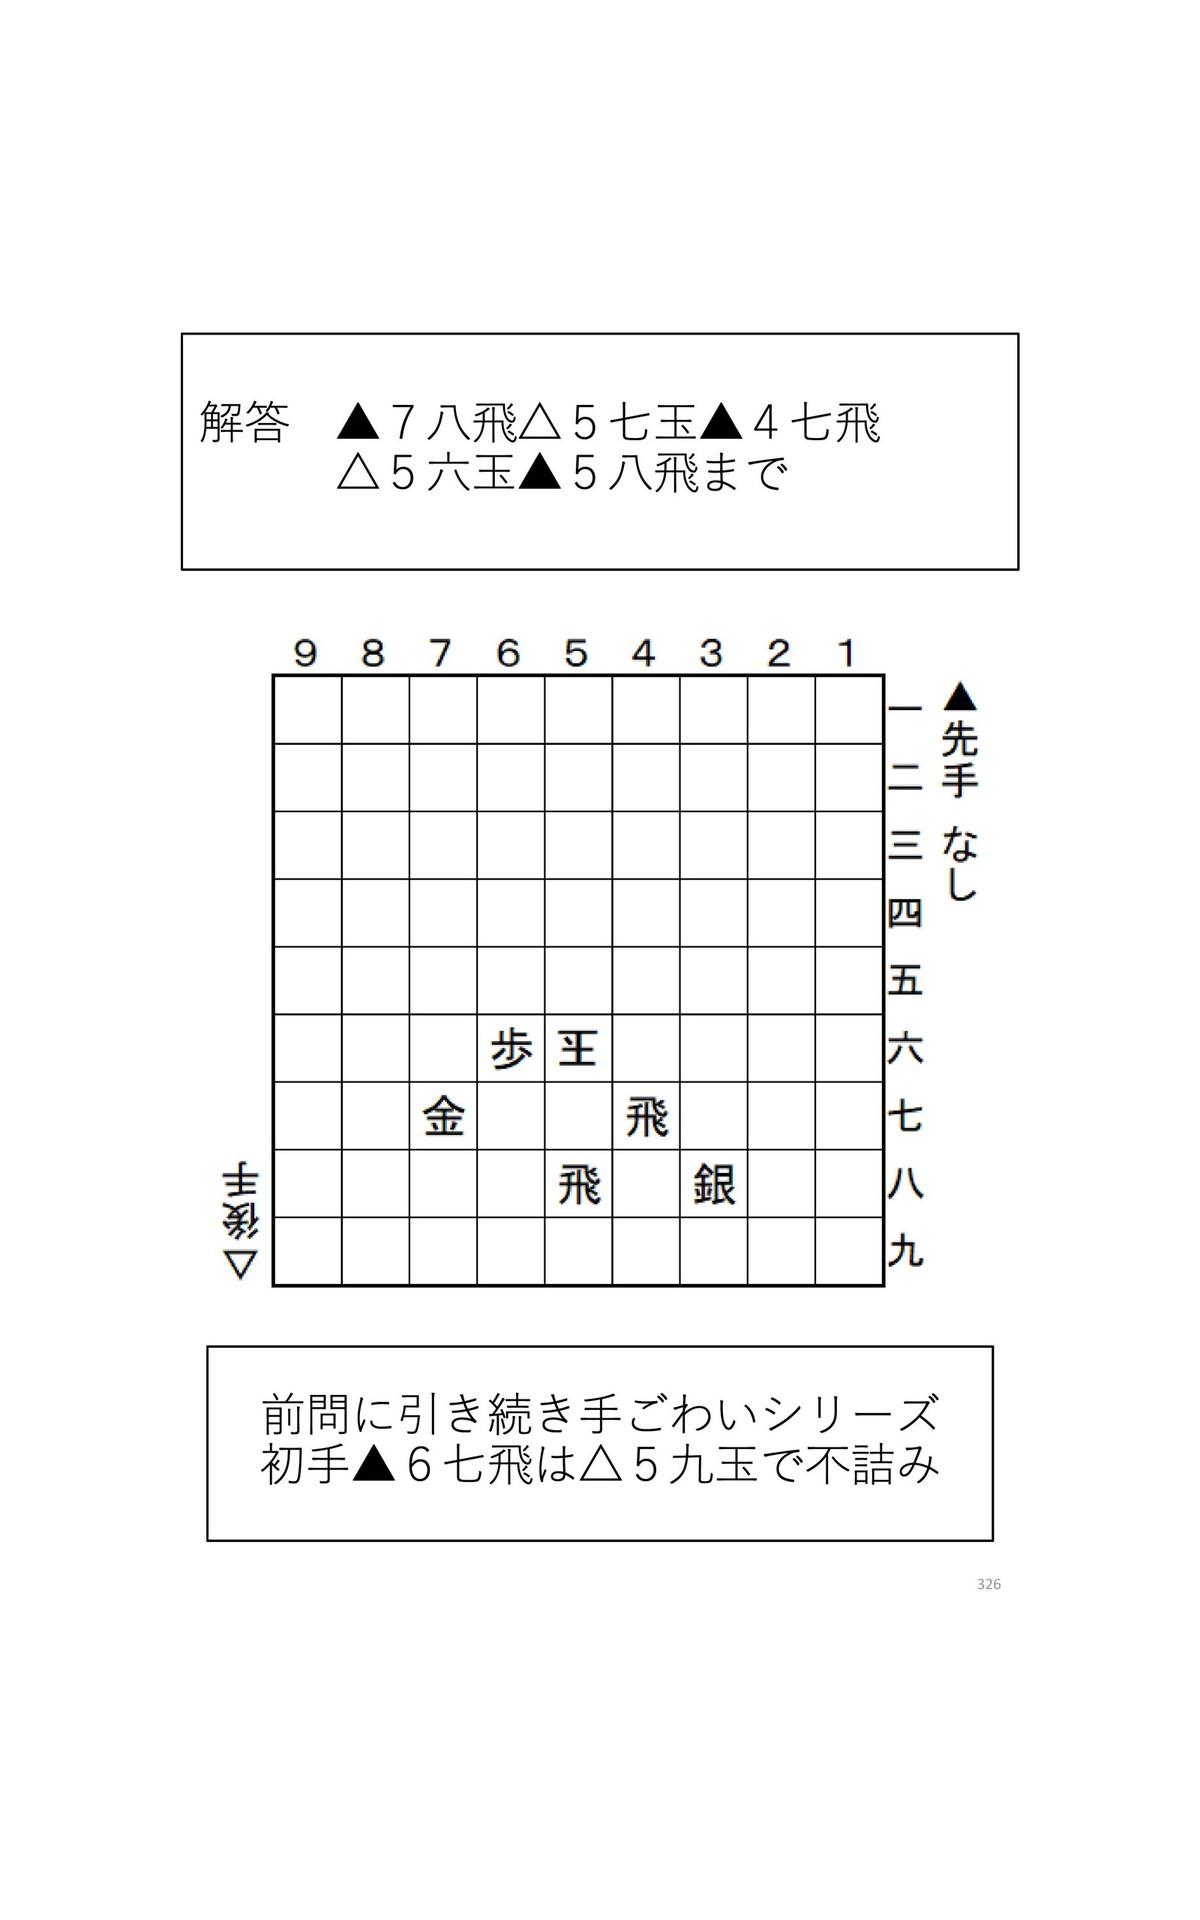 解答　▲７八飛△５七玉▲４七飛
△５六玉▲５八飛まで
9 8 7 6 5 4 3 2 1
一
二
三
四
五
六
七
八
九
▲先手 なし
歩 王
金 飛
飛 銀
△後手
前問に引き続き手ごわいシリーズ
初手▲６七飛は△５九玉で不詰み
326